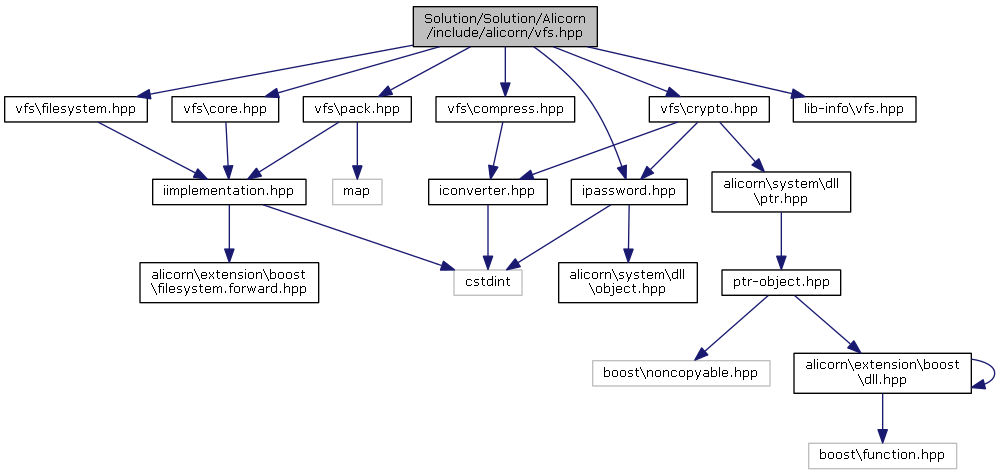 Solution/Solution/Alicorn
/include/alicorn/vfs.hpp
vfs\filesystem.hpp
vfs\core.hpp
vfs\pack.hpp
vfs\compress.hpp
vfs\crypto.hpp
lib-info\vfs.hpp
iimplementation.hpp
map
iconverter.hpp
ipassword.hpp
alicorn\system\dll
\ptr.hpp
alicorn\extension\boost
\filesystem.forward.hpp
cstdint
alicorn\system\dll
\object.hpp
ptr-object.hpp
boost\noncopyable.hpp
alicorn\extension\boost
\dll.hpp
boost\function.hpp